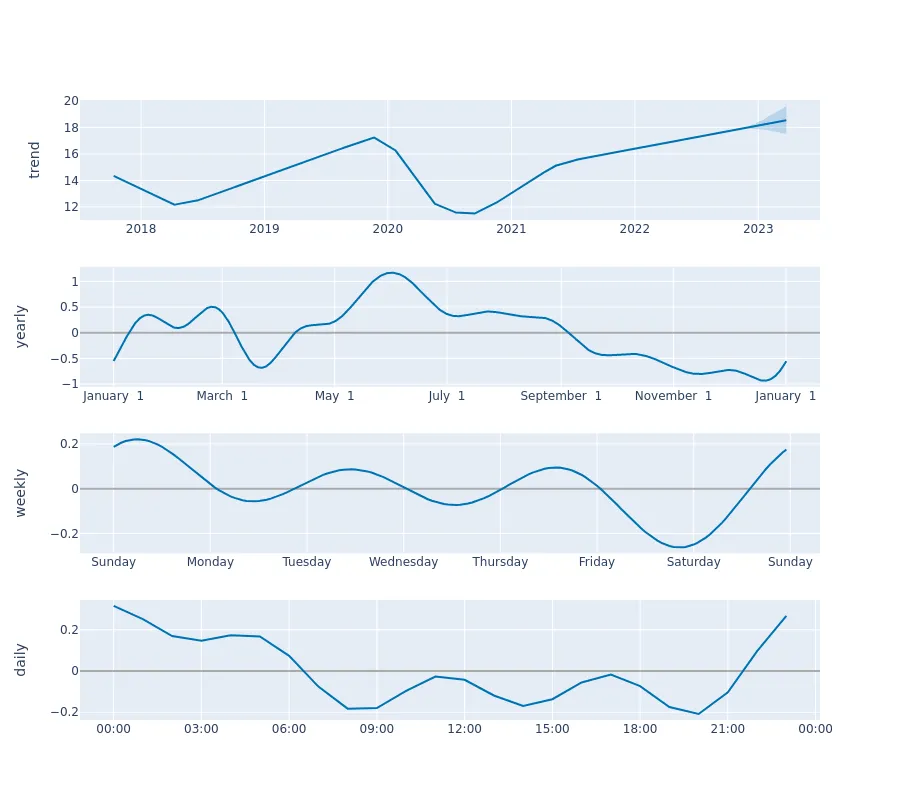 trend
20
18
16
14
12
2018 2019 2020 2021 2022 2023
yearly
1
0.5
0
−0.5
−1
January 1 March 1 May 1 July 1 September 1 November 1 January 1
weekly
0.2
0
−0.2
Sunday Monday Tuesday Wednesday Thursday Friday Saturday Sunday
daily
0.2
0
−0.2
00:00 03:00 06:00 09:00 12:00 15:00 18:00 21:00 00:00